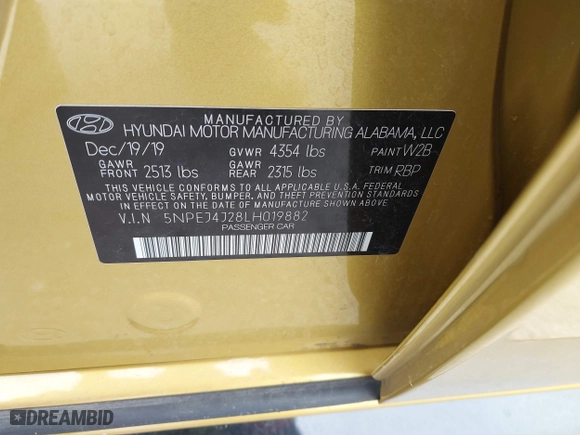 MANUFACTURED BY
HYUNDAI MOTOR MANUFACTURING ALABAMA, LLC
Dec/19/19 GVWR 4354 lbs PAINT W2B
GAWR FRONT 2513 lbs GAWR REAR 2315 lbs TRIM RBP
THIS VEHICLE CONFORMS TO ALL APPLICABLE U.S.A. FEDERAL
MOTOR VEHICLE SAFETY, BUMPER, AND THEFT PREVENTION STANDARDS
IN EFFECT ON THE DATE OF MANUFACTURE SHOWN ABOVE.
V.I.N 5NPEJ4J28LH019882
PASSENGER CAR
DREAMBID